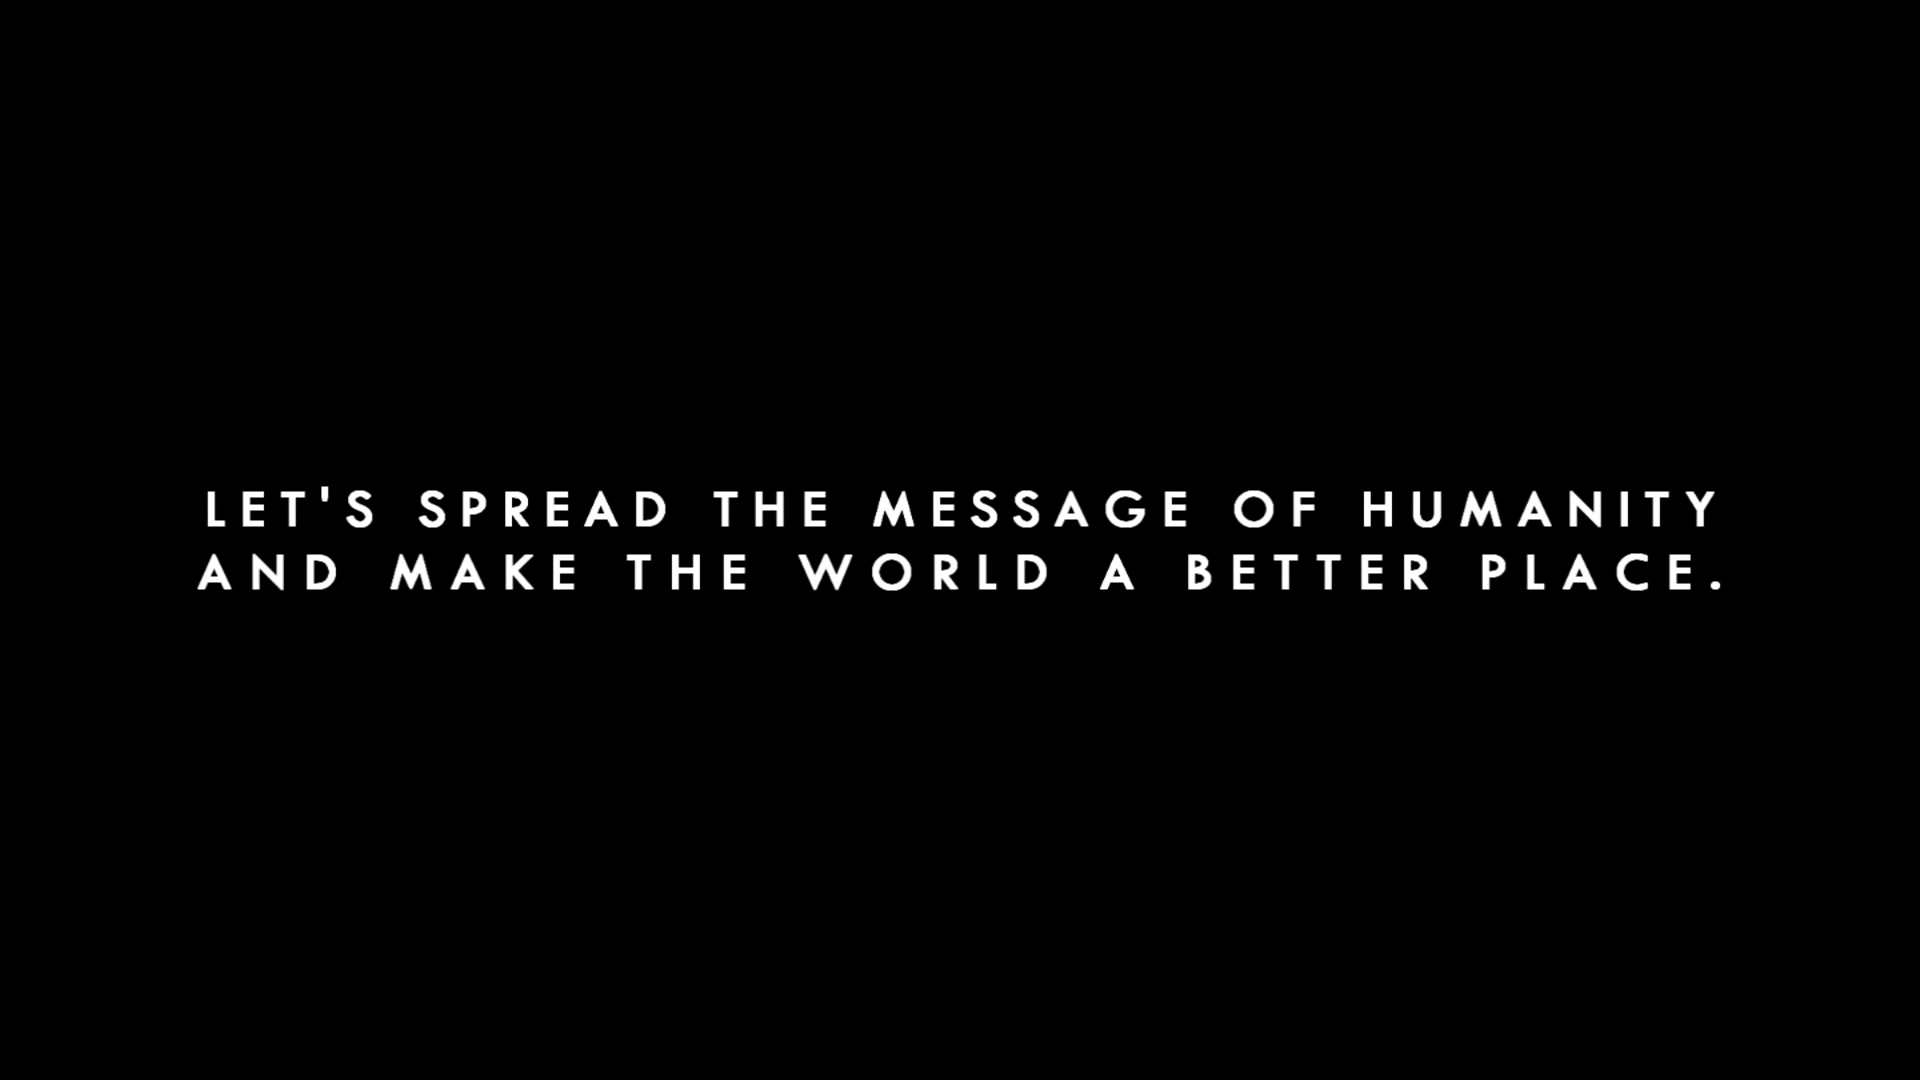 LET'S SPREAD THE MESSAGE OF HUMANITY
AND MAKE THE WORLD A BETTER PLACE.